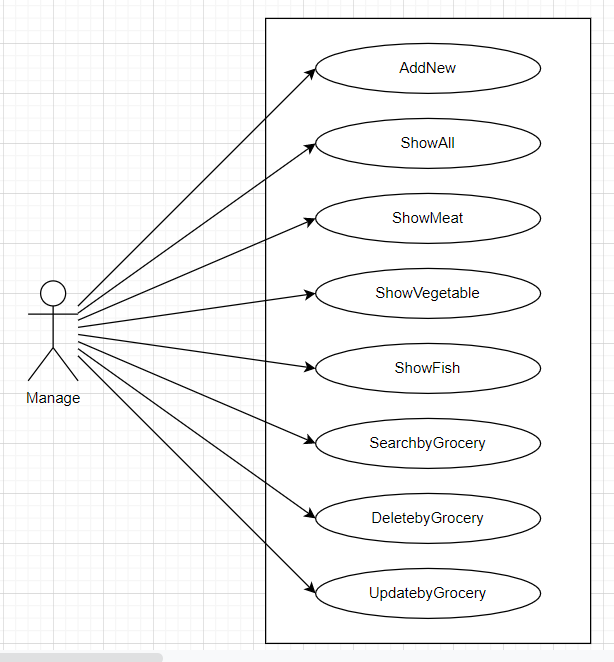 AddNew
ShowAll
ShowMeat
ShowVegetable
ShowFish
Manage
SearchbyGrocery
DeletebyGrocery
UpdatebyGrocery